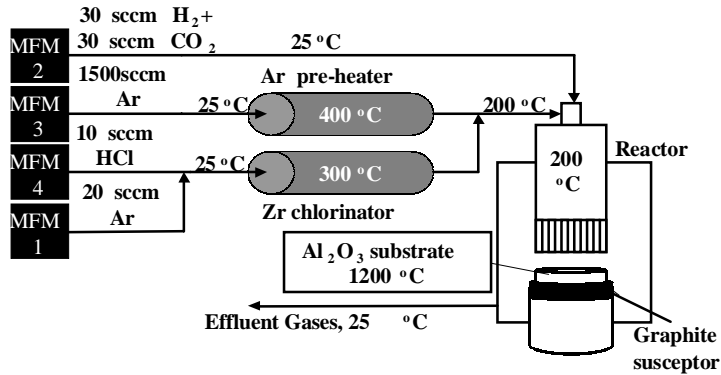 30 sccm H2+
MFM 2
30 sccm CO2
25 °C
1500sccm
Ar
MFM 3
25 °C
Ar pre-heater
400 °C
200 °C
10 sccm
HCl
MFM 4
25 °C
300 °C
Zr chlorinator
20 sccm
Ar
MFM 1
200 °C
Reactor
Al2O3 substrate
1200 °C
Effluent Gases, 25 °C
Graphite
susceptor